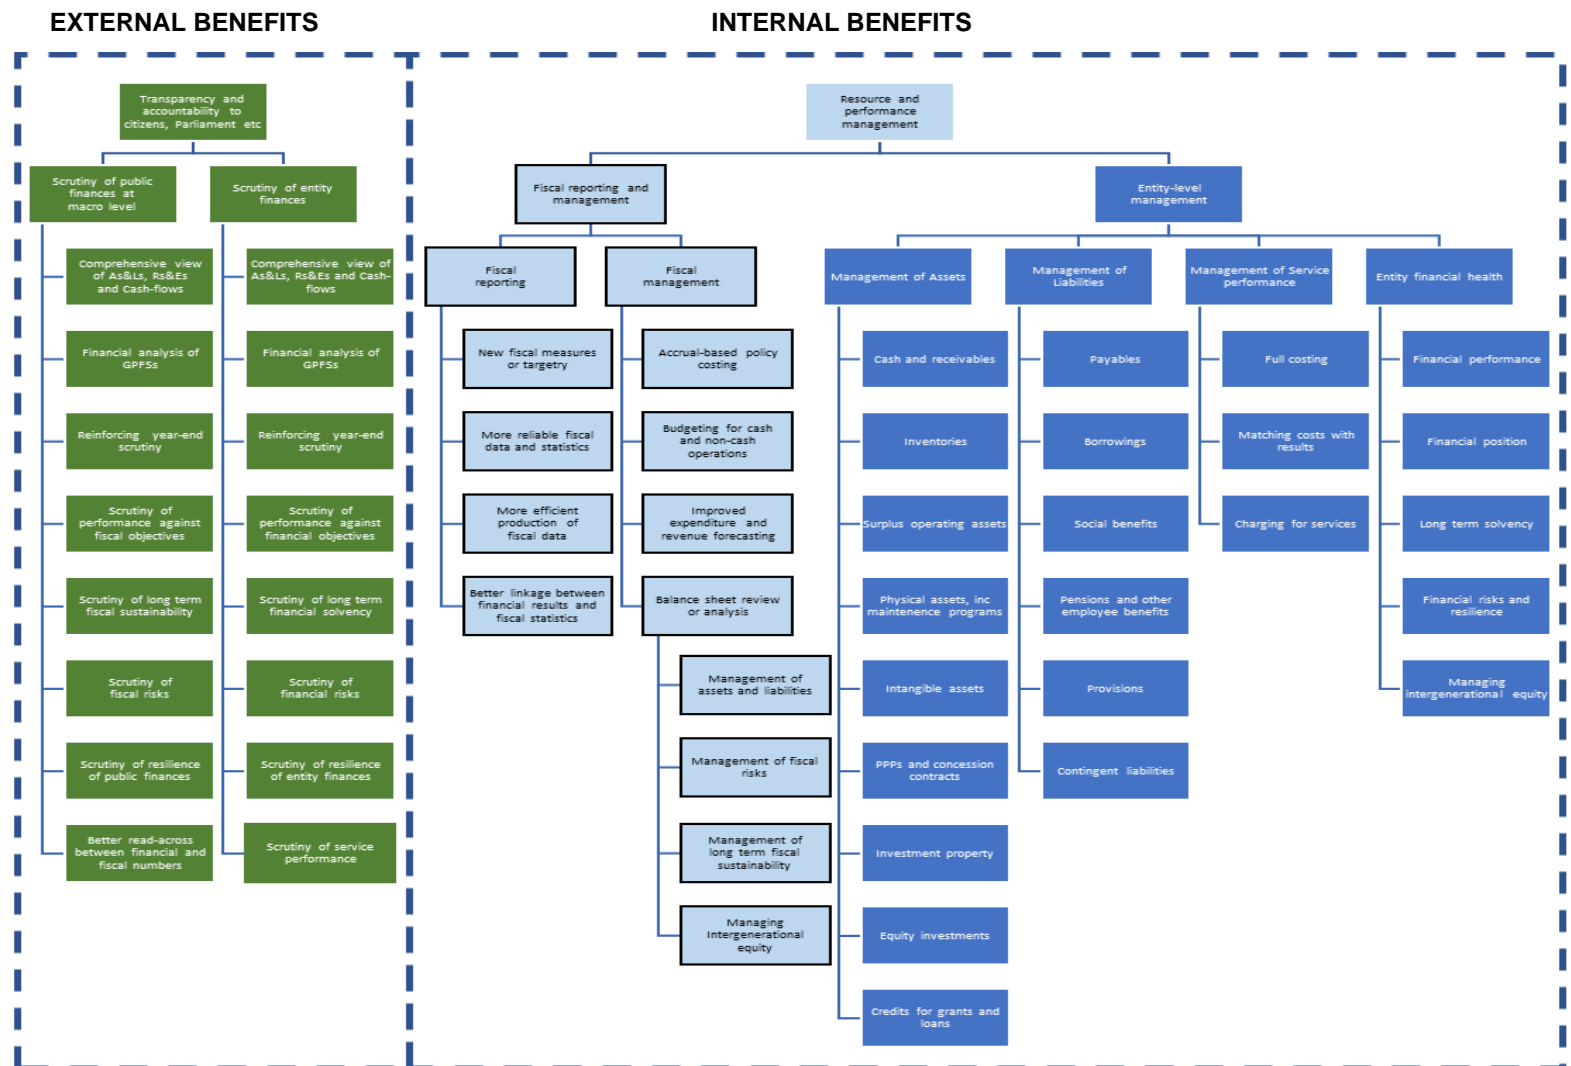 EXTERNAL BENEFITS
INTERNAL BENEFITS
Transparency and
accountability to
citizens, Parliament etc
Scrutiny of public
finances at
macro level
Scrutiny of entity
finances
Comprehensive view
of As&Ls, Rs&Es
and Cash-flows
Financial analysis of
GPFSs
Reinforcing year-end
scrutiny
Scrutiny of
performance against
fiscal objectives
Scrutiny of long term
fiscal sustainability
Scrutiny of
fiscal risks
Scrutiny of resilience
of public finances
Better read-across
between financial and
fiscal numbers
Comprehensive view of
As&Ls, Rs&Es and Cash-
flows
Financial analysis of
GPFSs
Reinforcing year-end
scrutiny
Scrutiny of
performance against
financial objectives
Scrutiny of long term
financial solvency
Scrutiny of
financial risks
Scrutiny of resilience
of entity finances
Scrutiny of service
performance
Resource and
performance
management
Fiscal reporting and
management
Fiscal
reporting
New fiscal measures
or targetry
More reliable fiscal
data and statistics
More efficient
production of
fiscal data
Better linkage between
financial results and
fiscal statistics
Fiscal
management
Accrual-based policy
costing
Budgeting for cash
and non-cash
operations
Improved
expenditure and
revenue forecasting
Balance sheet review
or analysis
Management of
assets and liabilities
Management of fiscal
risks
Management of
long term fiscal
sustainability
Managing
Intergenerational
equity
Entity-level
management
Management of Assets
Cash and receivables
Inventories
Surplus operating assets
Physical assets, inc
maintenence programs
Intangible assets
PPPs and concession
contracts
Investment property
Equity investments
Credits for grants and
loans
Management of
Liabilities
Payables
Borrowings
Social benefits
Pensions and other
employee benefits
Provisions
Contingent liabilities
Management of Service
performance
Full costing
Matching costs with
results
Charging for services
Entity financial health
Financial performance
Financial position
Long term solvency
Financial risks and
resilience
Managing
intergenerational equity